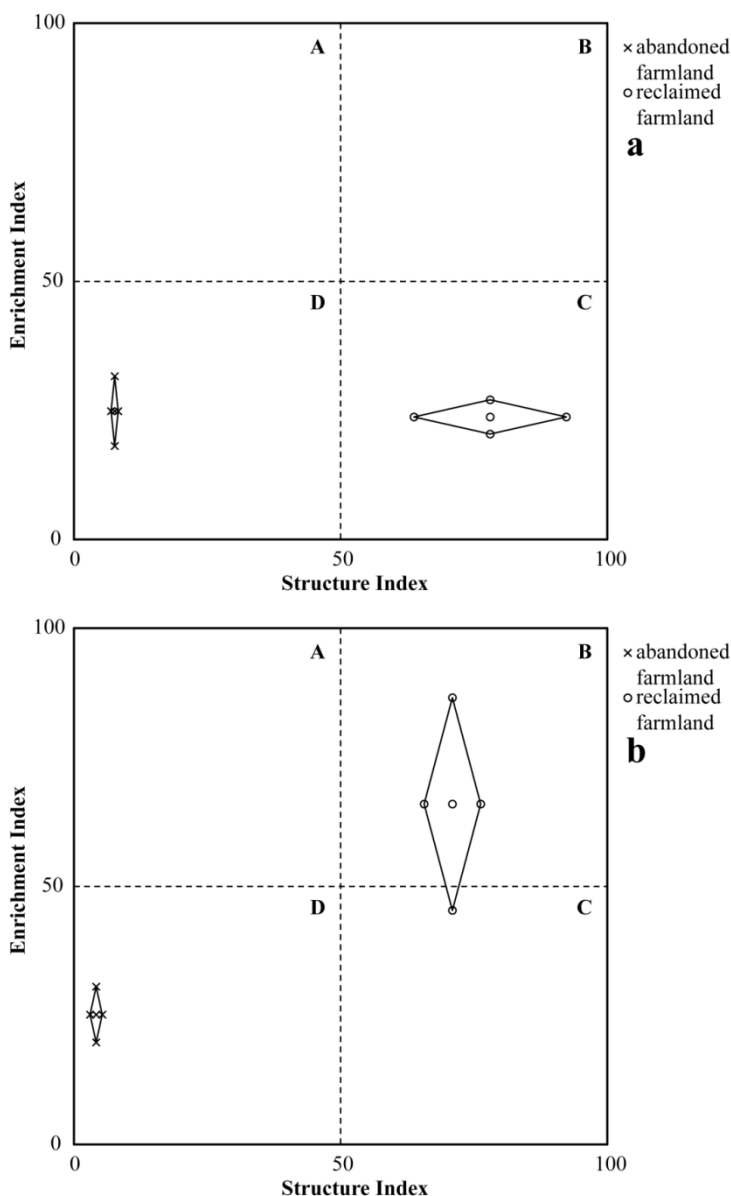 100
A
B
× abandoned
farmland
○ reclaimed
farmland
a
Enrichment Index
50
D
C
0
0
50
100
Structure Index
100
A
B
× abandoned
farmland
○ reclaimed
farmland
b
Enrichment Index
50
D
C
0
0
50
100
Structure Index